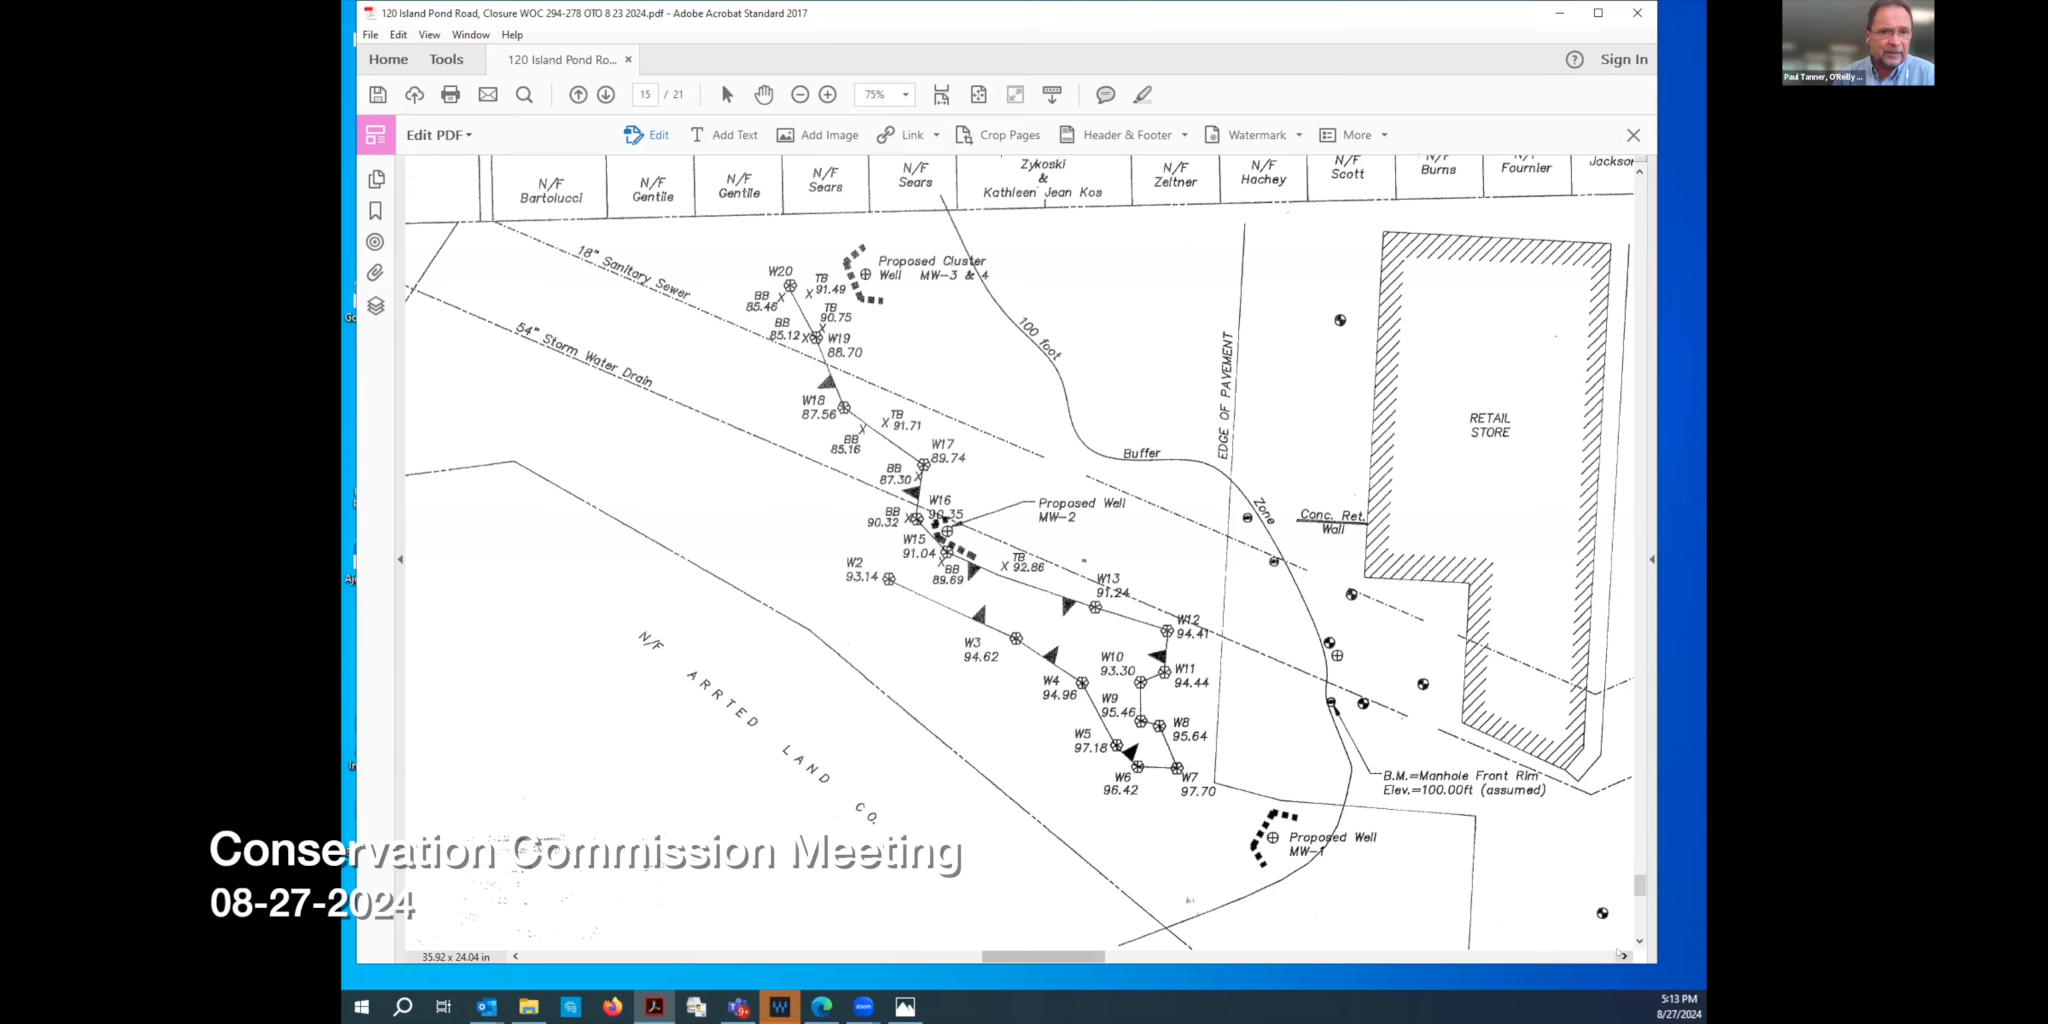 120 Island Pond Road, Closure WOC 294-278 OTO 8 23 2024.pdf - Adobe Acrobat Standard 2017
File Edit View Window Help
Home Tools 120 Island Pond Ro... × Sign In
15 / 21 75%
Edit PDF Edit Add Text Add Image Link Crop Pages Header & Footer Watermark More
Paul Tanner, O'Reilly ...
N/F
Bartolucci
N/F
Gentile
N/F
Gentile
N/F
Sears
N/F
Sears
Zykoski
&
Kathleen Jean Kos
N/F
Zeltner
N/F
Hachey
N/F
Scott
N/F
Burns
N/F
Fournier
Jackson
18" Sanitary Sewer
54" Storm Water Drain
Proposed Cluster
Well MW-3 & 4
W20
TB
91.49
BB
85.46
TB
90.75
BB
85.12
W19
88.70
100 foot
Buffer
Zone
EDGE OF PAVEMENT
RETAIL
STORE
W18
87.56
TB
91.71
BB
85.16
W17
89.74
BB
87.30
W16
90.35
BB
90.32
Proposed Well
MW-2
Conc. Ret.
Wall
W15
91.04
BB
89.69
TB
92.86
W2
93.14
W13
91.24
W12
94.41
W3
94.62
W10
93.30
W11
94.44
W4
94.96
W9
95.46
W8
95.64
W5
97.18
W6
96.42
W7
97.70
B.M.=Manhole Front Rim
Elev.=100.00ft (assumed)
Proposed Well
MW-1
N/F ARRTED LAND CO.
Conservation Commission Meeting
08-27-2024
35.92 x 24.04 in
5:13 PM
8/27/2024